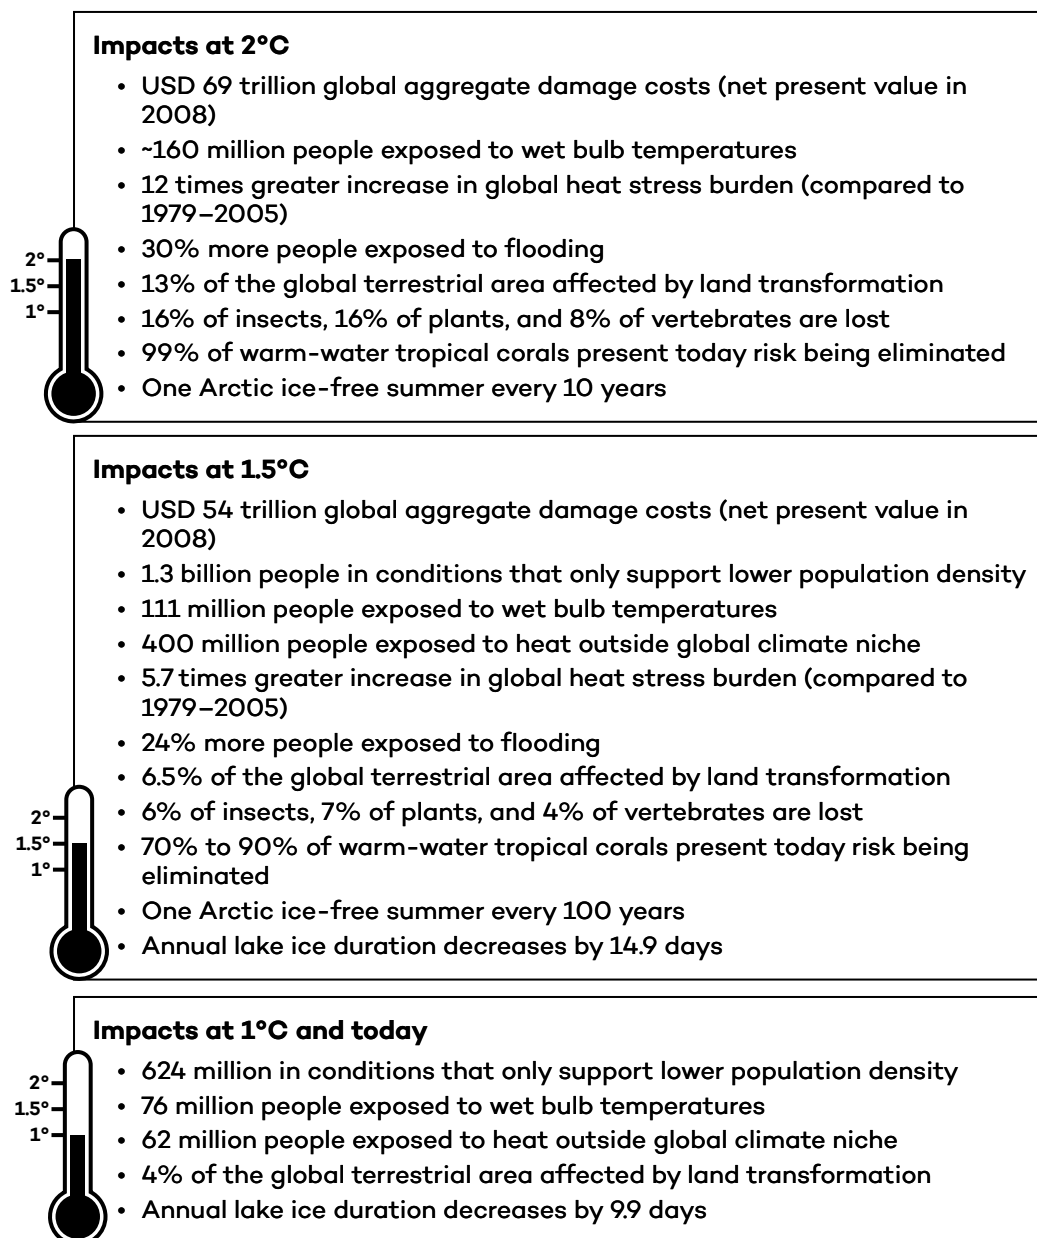 Impacts at 2°C
• USD 69 trillion global aggregate damage costs (net present value in
2008)
• ~160 million people exposed to wet bulb temperatures
• 12 times greater increase in global heat stress burden (compared to
1979–2005)
• 30% more people exposed to flooding
• 13% of the global terrestrial area affected by land transformation
• 16% of insects, 16% of plants, and 8% of vertebrates are lost
• 99% of warm-water tropical corals present today risk being eliminated
• One Arctic ice-free summer every 10 years
2°
1.5°
1°
Impacts at 1.5°C
• USD 54 trillion global aggregate damage costs (net present value in
2008)
• 1.3 billion people in conditions that only support lower population density
• 111 million people exposed to wet bulb temperatures
• 400 million people exposed to heat outside global climate niche
• 5.7 times greater increase in global heat stress burden (compared to
1979–2005)
• 24% more people exposed to flooding
• 6.5% of the global terrestrial area affected by land transformation
• 6% of insects, 7% of plants, and 4% of vertebrates are lost
• 70% to 90% of warm-water tropical corals present today risk being
eliminated
• One Arctic ice-free summer every 100 years
• Annual lake ice duration decreases by 14.9 days
2°
1.5°
1°
Impacts at 1°C and today
• 624 million in conditions that only support lower population density
• 76 million people exposed to wet bulb temperatures
• 62 million people exposed to heat outside global climate niche
• 4% of the global terrestrial area affected by land transformation
• Annual lake ice duration decreases by 9.9 days
2°
1.5°
1°